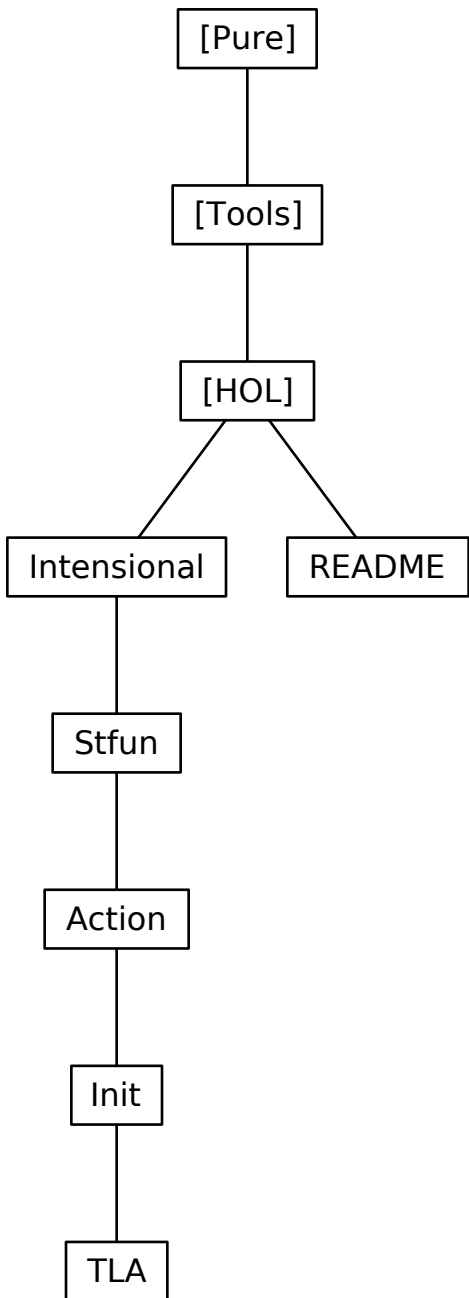 [Pure]
[Tools]
[HOL]
Intensional
README
Stfun
Action
Init
TLA